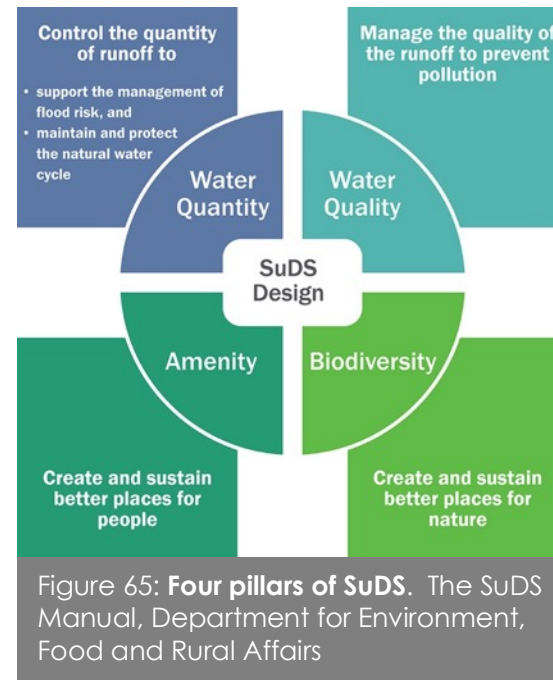 Control the quantity
of runoff to
• support the management of
flood risk, and
• maintain and protect
the natural water
cycle
Manage the quality of
the runoff to prevent
pollution
Water
Quantity
Water
Quality
SuDS
Design
Amenity
Biodiversity
Create and sustain
better places for
people
Create and sustain
better places for
nature
Figure 65: Four pillars of SuDS. The SuDS
Manual, Department for Environment,
Food and Rural Affairs